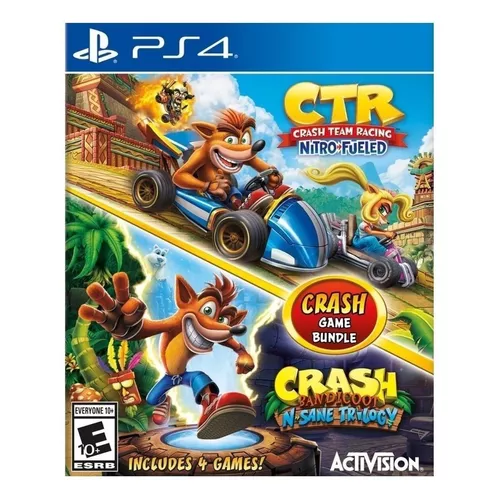 PS4
CTR
CRASH TEAM RACING
NITRO-FUELED
CRASH
GAME
BUNDLE
CRASH
BANDICOOT
N. SANE TRILOGY
EVERYONE 10+
E
10+
ESRB
INCLUDES 4 GAMES!
ACTIVISION